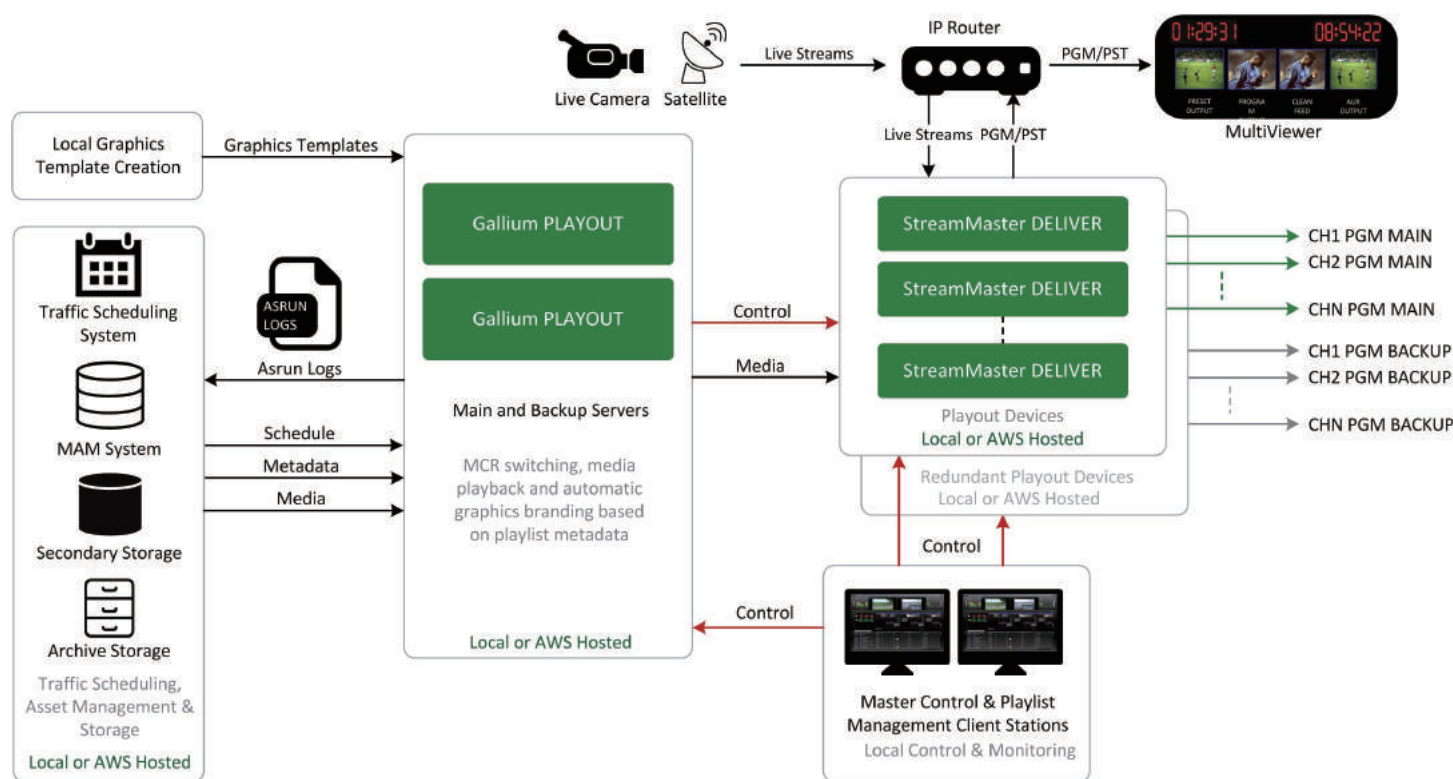 IP Router
01:29:31
08:54:22
Live Streams
PGM/PST
Live Camera
Satellite
PRESET
OUTPUT
PROGRA
M
CLEAN
FEED
AUX
OUTPUT
MultiViewer
Live Streams
PGM/PST
Local Graphics
Template Creation
Graphics Templates
Gallium PLAYOUT
Gallium PLAYOUT
Main and Backup Servers
MCR switching, media
playback and automatic
graphics branding based
on playlist metadata
Local or AWS Hosted
Traffic Scheduling
System
MAM System
Secondary Storage
Archive Storage
Traffic Scheduling,
Asset Management &
Storage
Local or AWS Hosted
ASRUN
LOGS
Asrun Logs
Schedule
Metadata
Media
Control
Media
StreamMaster DELIVER
StreamMaster DELIVER
StreamMaster DELIVER
Playout Devices
Local or AWS Hosted
Redundant Playout Devices
Local or AWS Hosted
CH1 PGM MAIN
CH2 PGM MAIN
CHN PGM MAIN
CH1 PGM BACKUP
CH2 PGM BACKUP
CHN PGM BACKUP
Control
Control
Master Control & Playlist
Management Client Stations
Local Control & Monitoring